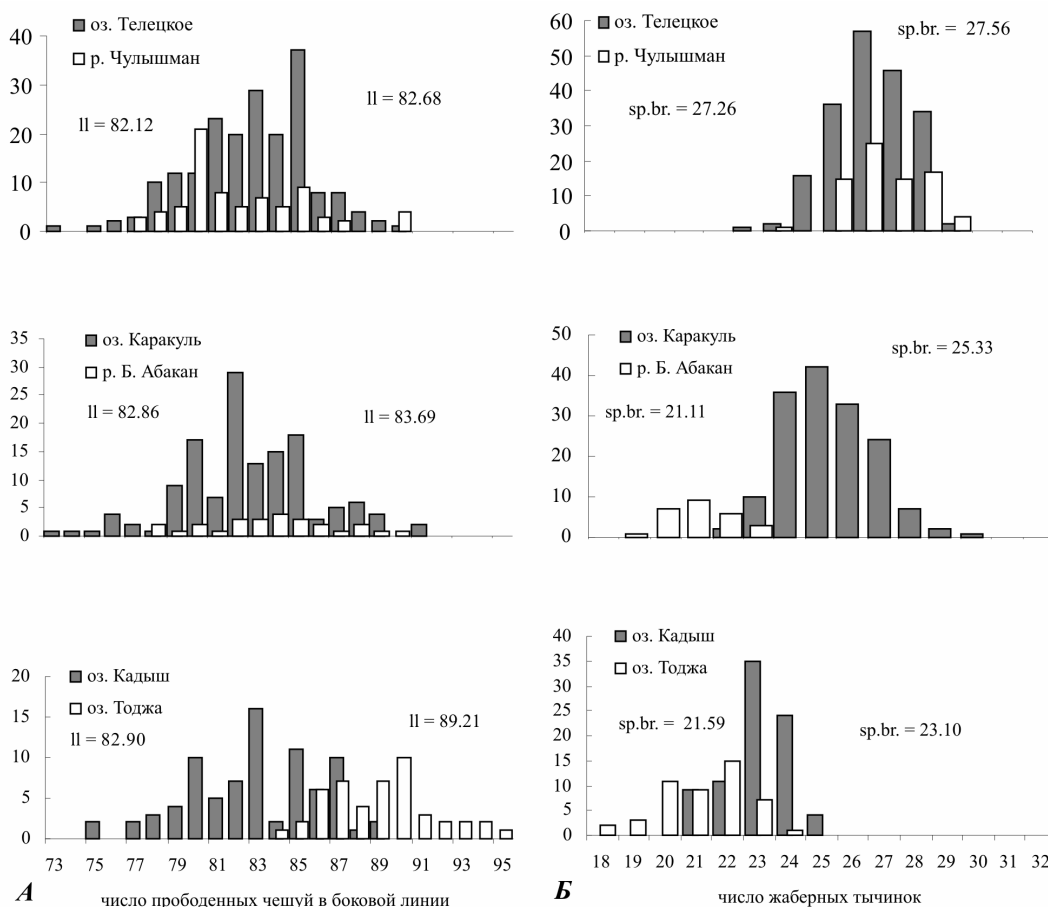 оз. Телецкое
р. Чулышман
ll = 82.12
ll = 82.68
40
30
20
10
0
оз. Телецкое
р. Чулышман
sp.br. = 27.26
sp.br. = 27.56
60
50
40
30
20
10
0
оз. Каракуль
р. Б. Абакан
ll = 82.86
ll = 83.69
35
30
25
20
15
10
5
0
оз. Каракуль
р. Б. Абакан
sp.br. = 21.11
sp.br. = 25.33
50
40
30
20
10
0
оз. Кадыш
оз. Тоджа
ll = 82.90
ll = 89.21
20
15
10
5
0
73 75 77 79 81 83 85 87 89 91 93 95
А число прободенных чешуй в боковой линии
оз. Кадыш
оз. Тоджа
sp.br. = 21.59
sp.br. = 23.10
40
35
30
25
20
15
10
5
0
18 19 20 21 22 23 24 25 26 27 28 29 30 31 32
Б число жаберных тычинок